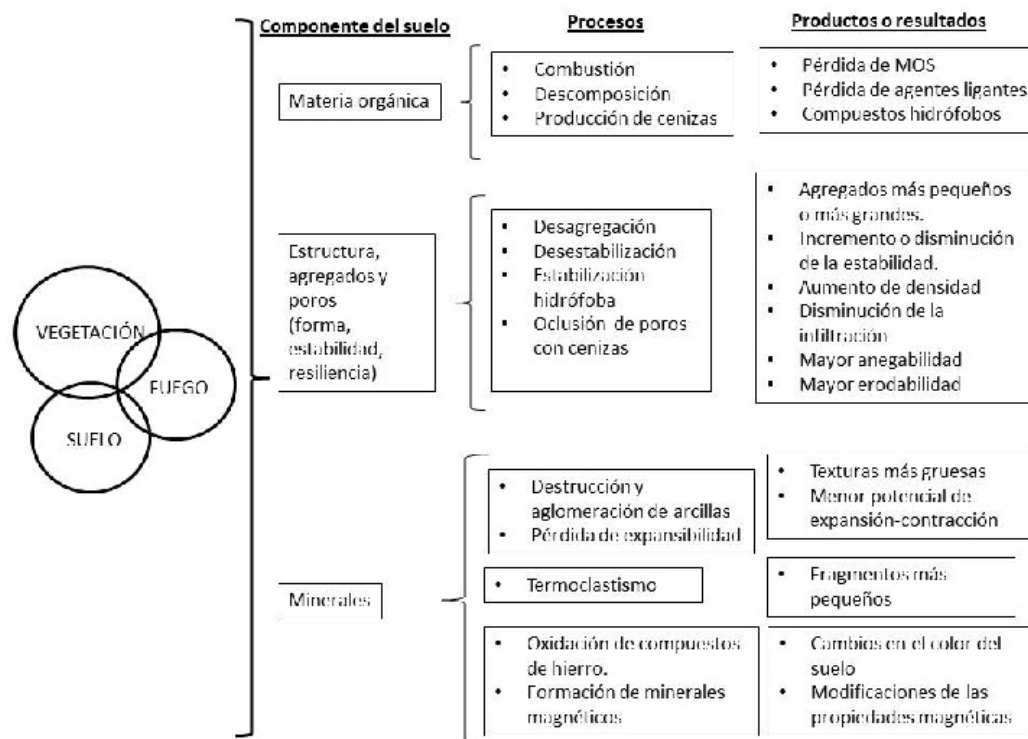 Componente del suelo
Procesos
Productos o resultados
VEGETACIÓN
FUEGO
SUELO
Materia orgánica
• Combustión
• Descomposición
• Producción de cenizas
• Pérdida de MOS
• Pérdida de agentes ligantes
• Compuestos hidrófobos
Estructura,
agregados y
poros
(forma,
estabilidad,
resiliencia)
• Desagregación
• Desestabilización
• Estabilización
hidrófoba
• Oclusión de poros
con cenizas
▪ Agregados más pequeños
o más grandes.
▪ Incremento o disminución
de la estabilidad.
▪ Aumento de densidad
▪ Disminución de la
infiltración
▪ Mayor anegabilidad
▪ Mayor erodabilidad
Minerales
• Destrucción y
aglomeración de arcillas
• Pérdida de expansibilidad
• Texturas más gruesas
• Menor potencial de
expansión-contracción
• Termoclastismo
• Fragmentos más
pequeños
• Oxidación de compuestos
de hierro.
• Formación de minerales
magnéticos
• Cambios en el color del
suelo
• Modificaciones de las
propiedades magnéticas